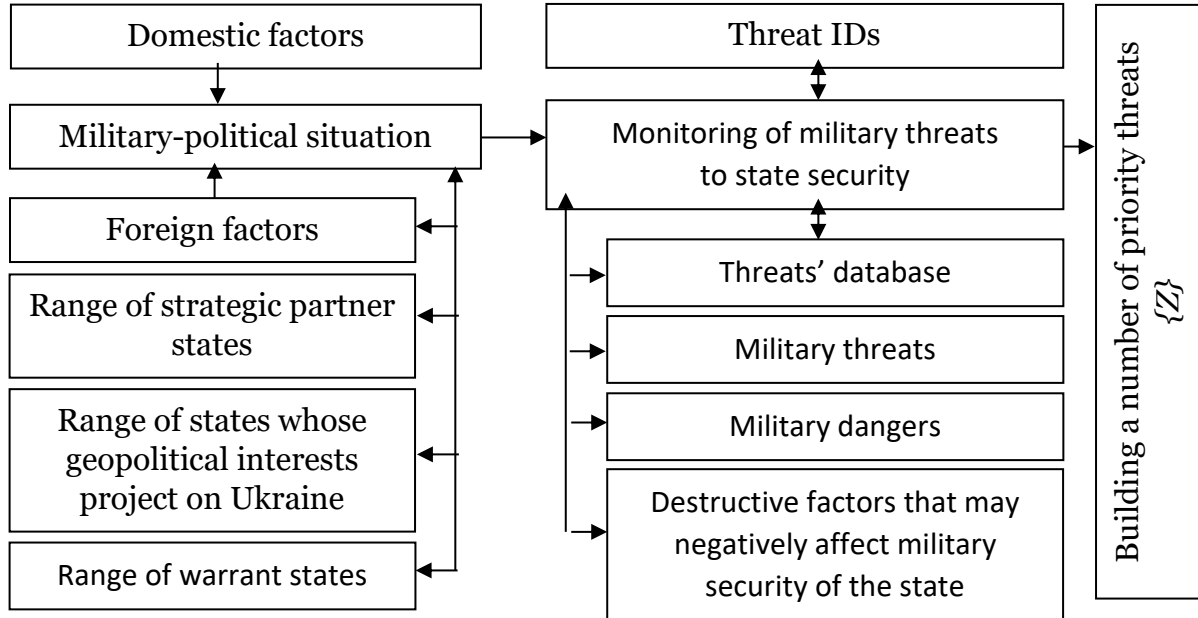 Domestic factors
Military-political situation
Foreign factors
Range of strategic partner
states
Range of states whose
geopolitical interests
project on Ukraine
Range of warrant states
Threat IDs
Monitoring of military threats
to state security
Threats’ database
Military threats
Military dangers
Destructive factors that may
negatively affect military
security of the state
Building a number of priority threats
{Z}